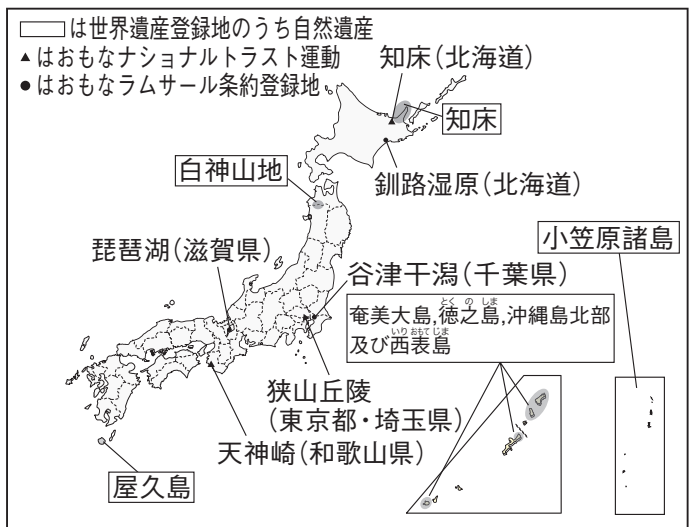 は世界遺産登録地のうち自然遺産
▲はおもなナショナルトラスト運動
●はおもなラムサール条約登録地
知床(北海道)
知床
白神山地
釧路湿原(北海道)
小笠原諸島
琵琶湖(滋賀県)
谷津干潟(千葉県)
とく の しま
奄美大島,徳之島,沖縄島北部
いりおもてじま
及び西表島
狭山丘陵
(東京都・埼玉県)
天神崎(和歌山県)
屋久島